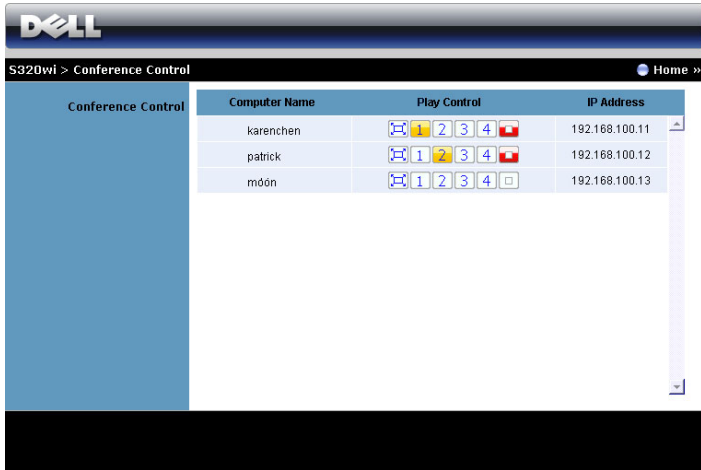 DELL
S320wi > Conference Control
Home »
Conference Control
Computer Name Play Control IP Address
karenchen 1 2 3 4 192.168.100.11
patrick 1 2 3 4 192.168.100.12
móón 1 2 3 4 192.168.100.13